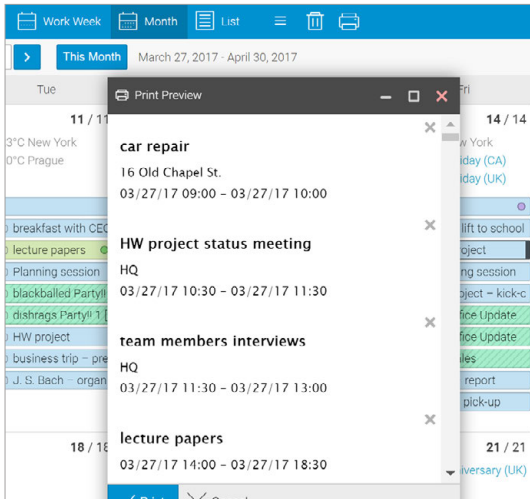 Work Week Month List
This Month March 27, 2017 - April 30, 2017
Tue
Fri
11 / 11
14 / 14
3°C New York
0°C Prague
w York
iday (CA)
iday (UK)
breakfast with CEO
lecture papers
Planning session
blackballed Party!!
dishrags Party!! 1 [
HW project
business trip – pre
J. S. Bach – organ
18 / 18
Print Preview
car repair
16 Old Chapel St.
03/27/17 09:00 – 03/27/17 10:00
HW project status meeting
HQ
03/27/17 10:30 – 03/27/17 11:30
team members interviews
HQ
03/27/17 11:30 – 03/27/17 13:00
lecture papers
03/27/17 14:00 – 03/27/17 18:30
lift to school
oject
ng session
oject – kick-c
fice Update
fice Update
ales
report
pick-up
21 / 21
iversary (UK)